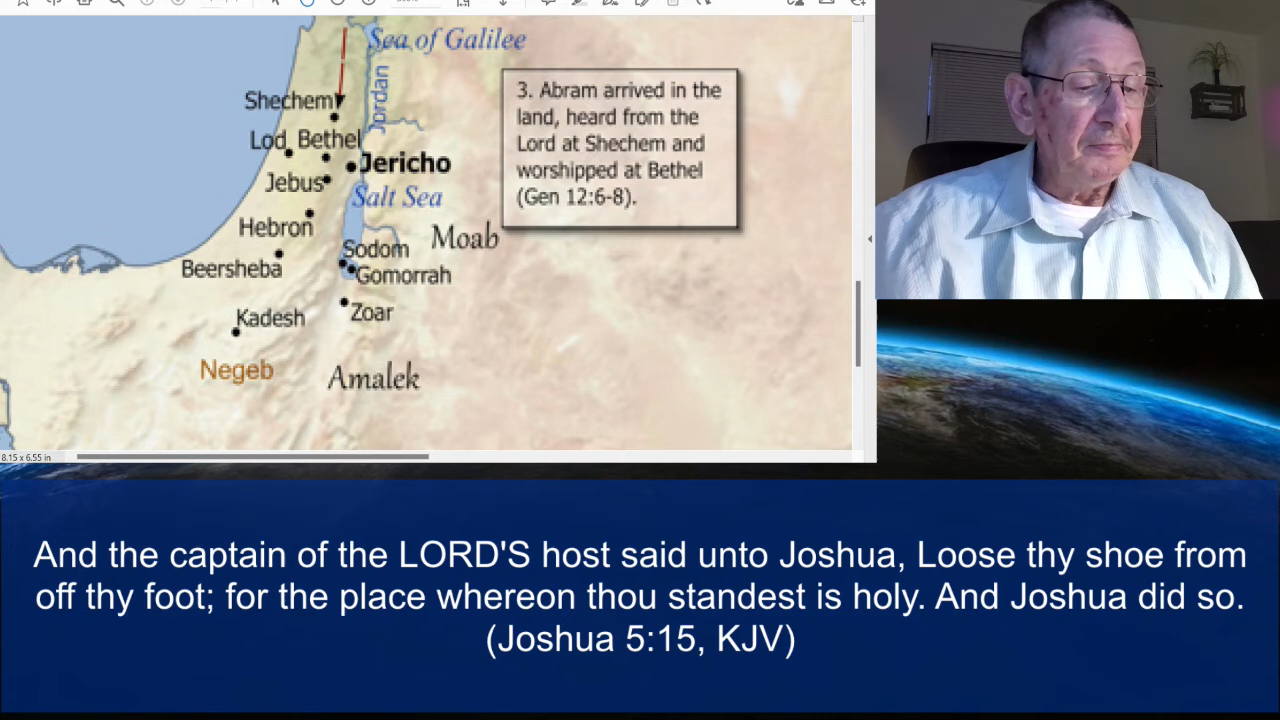 Sea of Galilee
Jordan
Shechem
Lod Bethel
Jericho
Jebus
Salt Sea
Hebron
Moab
Sodom
Beersheba
Gomorrah
Zoar
Kadesh
Negeb
Amalek
3. Abram arrived in the
land, heard from the
Lord at Shechem and
worshipped at Bethel
(Gen 12:6-8).
8.15 x 6.55 in
And the captain of the LORD'S host said unto Joshua, Loose thy shoe from
off thy foot; for the place whereon thou standest is holy. And Joshua did so.
(Joshua 5:15, KJV)